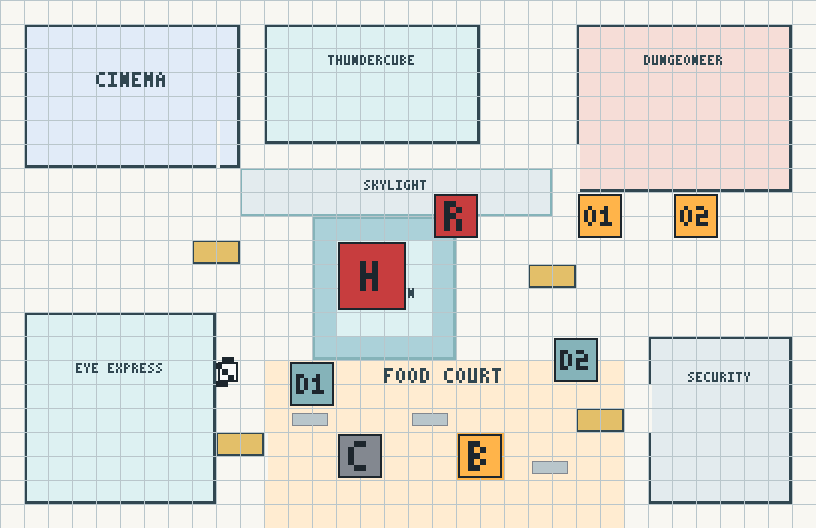 THUNDERCUBE
DUNGEONEER
CINEMA
SKYLIGHT
R
01
02
H
D2
EYE EXPRESS
FOOD COURT
SECURITY
D1
C
B